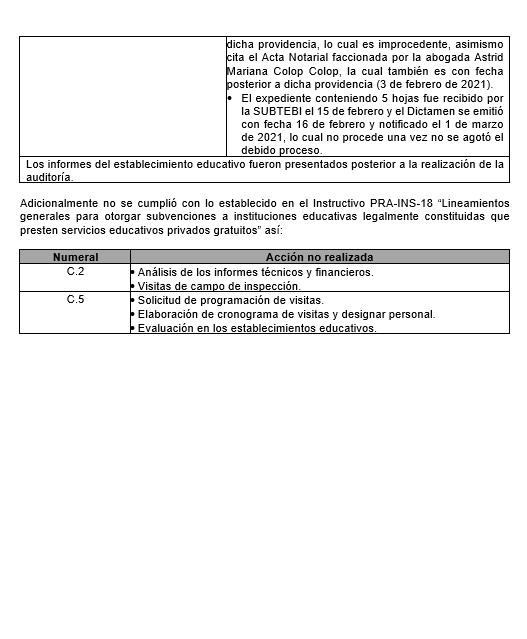 dicha providencia, lo cual es improcedente, asimismo
cita el Acta Notarial faccionada por la abogada Astrid
Mariana Colop Colop, la cual también es con fecha
posterior a dicha providencia (3 de febrero de 2021).
• El expediente conteniendo 5 hojas fue recibido por
la SUBTEBI el 15 de febrero y el Dictamen se emitió
con fecha 16 de febrero y notificado el 1 de marzo
de 2021, lo cual no procede una vez no se agotó el
debido proceso.
Los informes del establecimiento educativo fueron presentados posterior a la realización de la
auditoría.
Adicionalmente no se cumplió con lo establecido en el Instructivo PRA-INS-18 “Lineamientos
generales para otorgar subvenciones a instituciones educativas legalmente constituidas que
presten servicios educativos privados gratuitos” así:
Numeral Acción no realizada
C.2 • Análisis de los informes técnicos y financieros.
• Visitas de campo de inspección.
C.5 • Solicitud de programación de visitas.
• Elaboración de cronograma de visitas y designar personal.
• Evaluación en los establecimientos educativos.